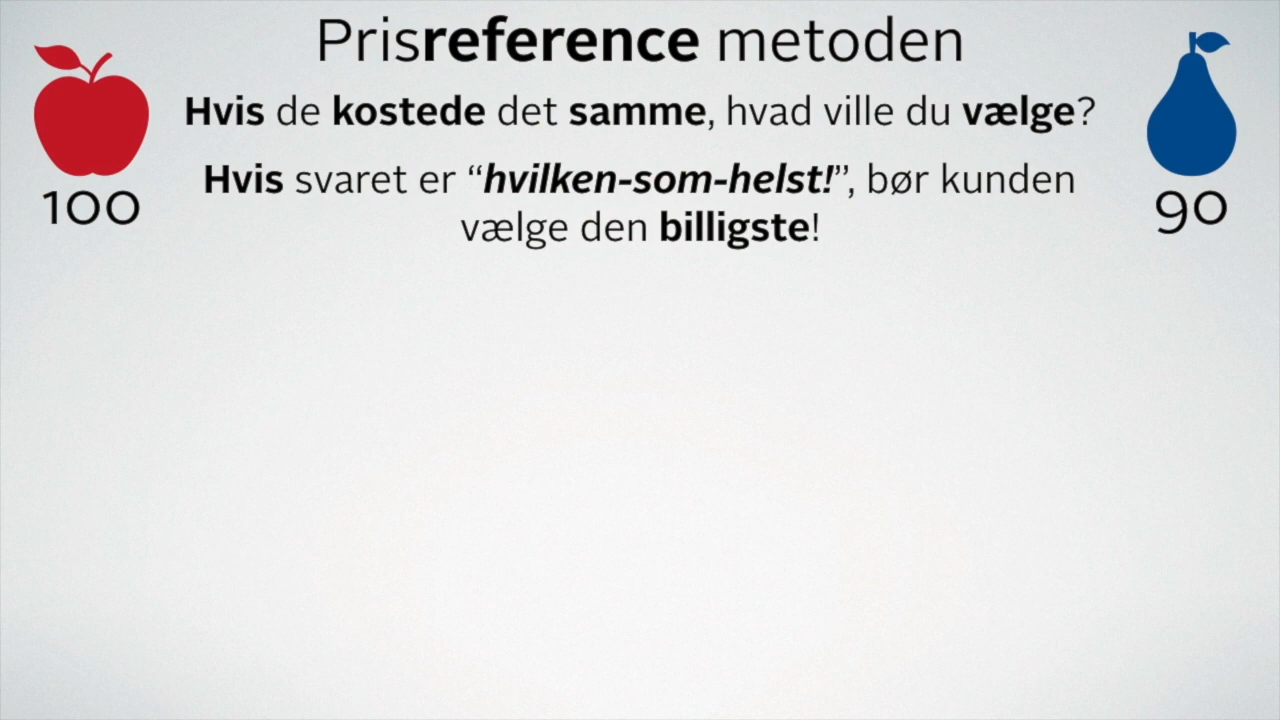 Prisreference metoden
Hvis de kostede det samme, hvad ville du vælge?
100
Hvis svaret er “hvilken-som-helst!”, bør kunden
vælge den billigste!
90